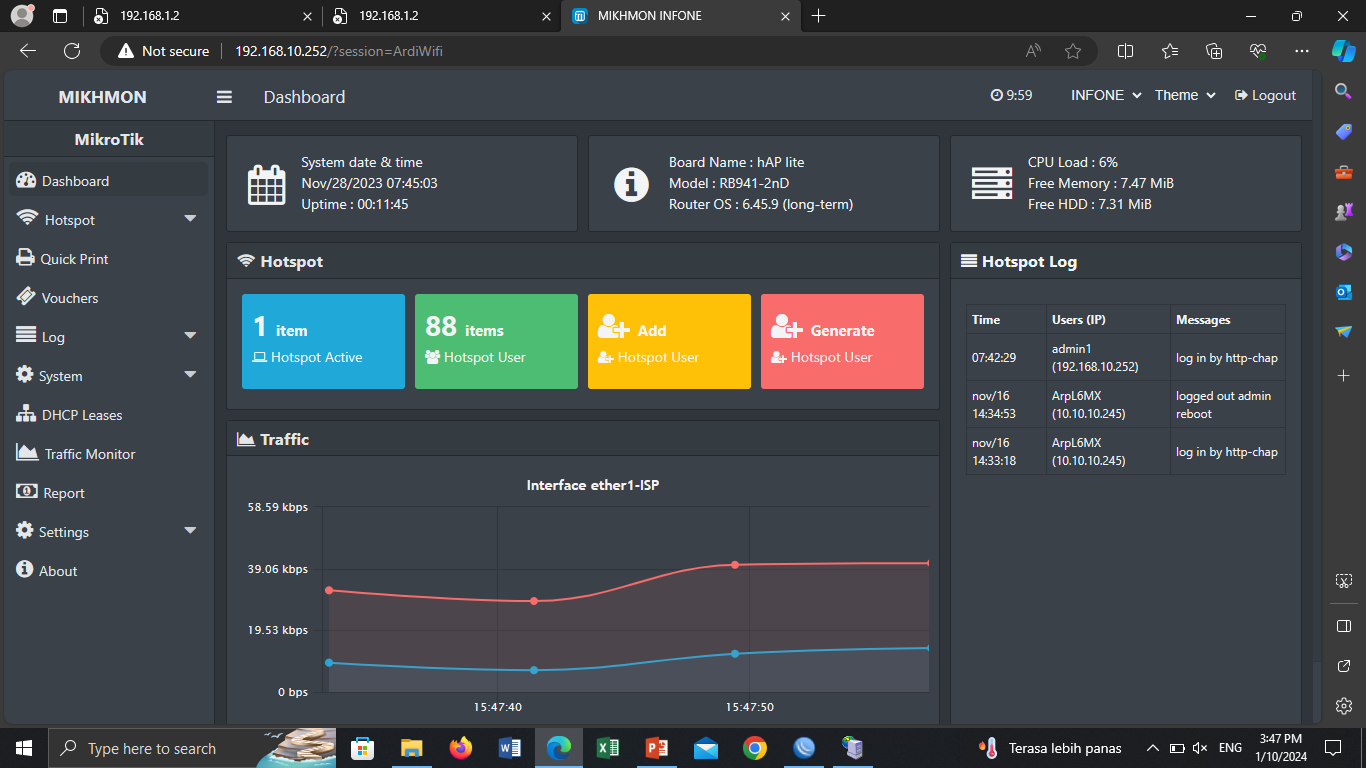 192.168.1.2
192.168.1.2
MIKHMON INFONE
Not secure
192.168.10.252/?session=ArdiWifi
MIKHMON
Dashboard
9:59
INFONE
Theme
Logout
MikroTik
Dashboard
Hotspot
Quick Print
Vouchers
Log
System
DHCP Leases
Traffic Monitor
Report
Settings
About
System date & time
Nov/28/2023 07:45:03
Uptime : 00:11:45
Board Name : hAP lite
Model : RB941-2nD
Router OS : 6.45.9 (long-term)
CPU Load : 6%
Free Memory : 7.47 MiB
Free HDD : 7.31 MiB
Hotspot
1 item
Hotspot Active
88 items
Hotspot User
Add
Hotspot User
Generate
Hotspot User
Traffic
Interface ether1-ISP
58.59 kbps
39.06 kbps
19.53 kbps
0 bps
15:47:40
15:47:50
Hotspot Log
Time Users (IP) Messages
07:42:29 admin1 (192.168.10.252) log in by http-chap
nov/16 14:34:53 ArpL6MX (10.10.10.245) logged out admin reboot
nov/16 14:33:18 ArpL6MX (10.10.10.245) log in by http-chap
Type here to search
Terasa lebih panas
ENG
3:47 PM
1/10/2024